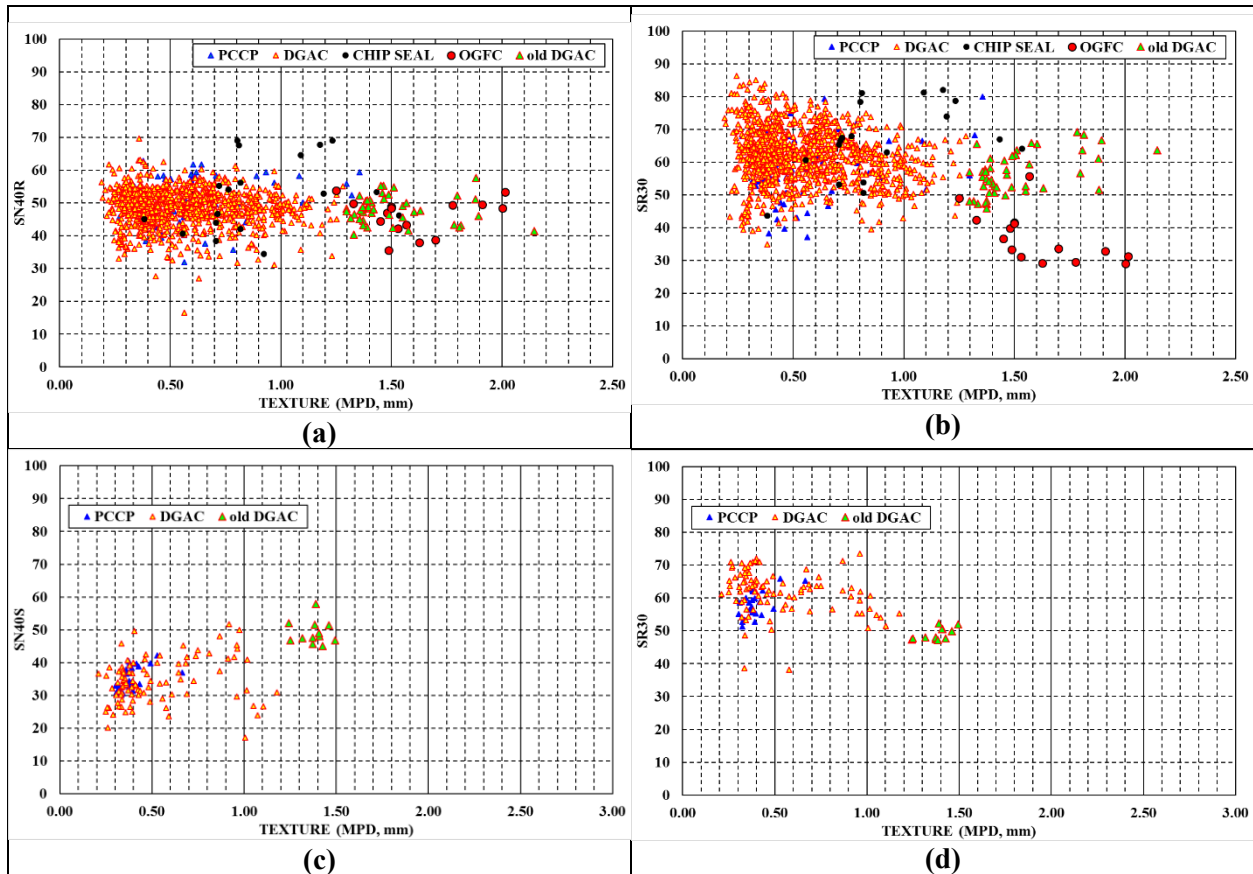 100
PCCP DGAC CHIP SEAL OGFC old DGAC
90
80
70
60
50
40
30
20
10
0
SN40R
0.00 0.50 1.00 1.50 2.00 2.50
TEXTURE (MPD, mm)
(a)
100
PCCP DGAC CHIP SEAL OGFC old DGAC
90
80
70
60
50
40
30
20
10
0
SR30
0.00 0.50 1.00 1.50 2.00 2.50
TEXTURE (MPD, mm)
(b)
100
90
PCCP DGAC old DGAC
80
70
60
50
40
30
20
10
0
SN40S
0.00 0.50 1.00 1.50 2.00 2.50 3.00
TEXTURE (MPD, mm)
(c)
100
90
PCCP DGAC old DGAC
80
70
60
50
40
30
20
10
0
SR30
0.00 0.50 1.00 1.50 2.00 2.50 3.00
TEXTURE (MPD, mm)
(d)